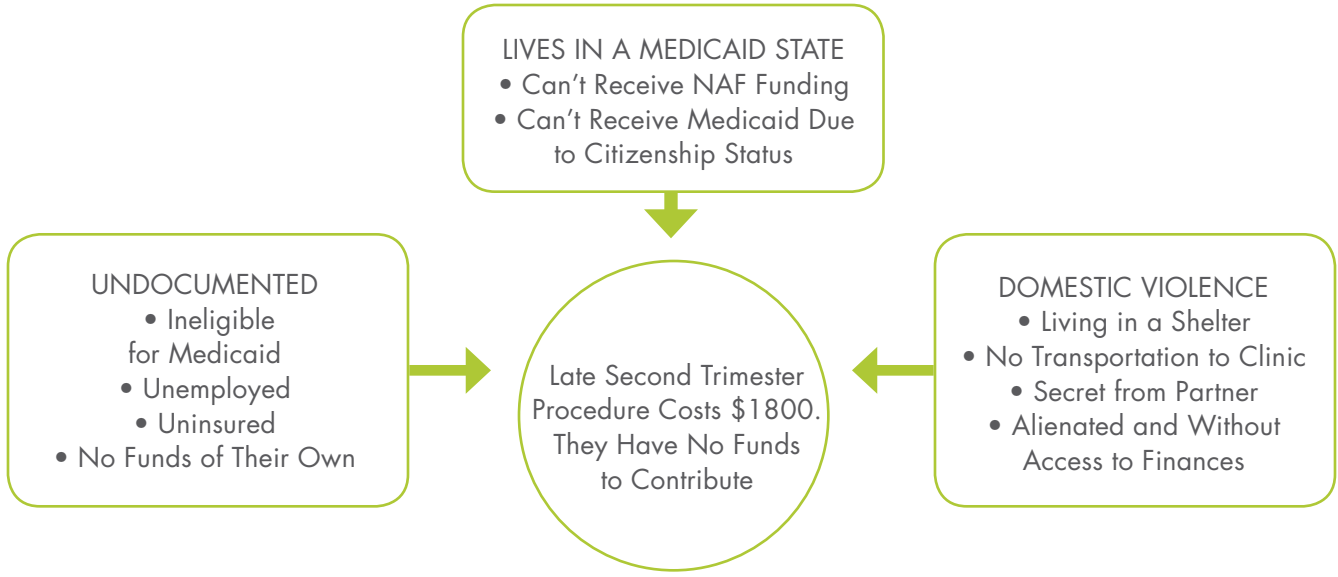 LIVES IN A MEDICAID STATE
• Can’t Receive NAF Funding
• Can’t Receive Medicaid Due
to Citizenship Status
UNDOCUMENTED
• Ineligible
for Medicaid
• Unemployed
• Uninsured
• No Funds of Their Own
Late Second Trimester
Procedure Costs $1800.
They Have No Funds
to Contribute
DOMESTIC VIOLENCE
• Living in a Shelter
• No Transportation to Clinic
• Secret from Partner
• Alienated and Without
Access to Finances